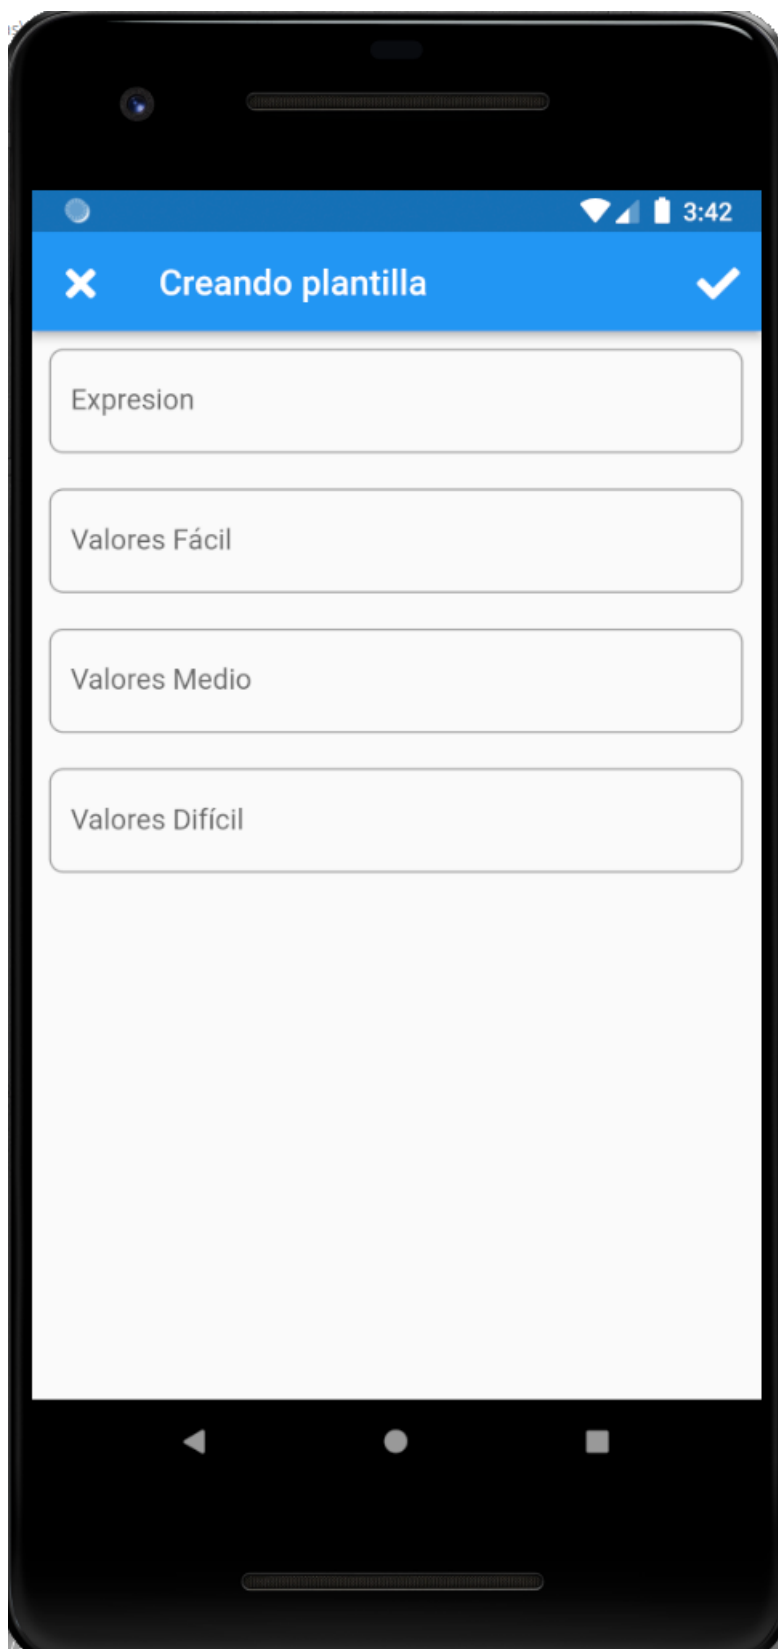 3:42
Creando plantilla
Expresion
Valores Fácil
Valores Medio
Valores Difícil